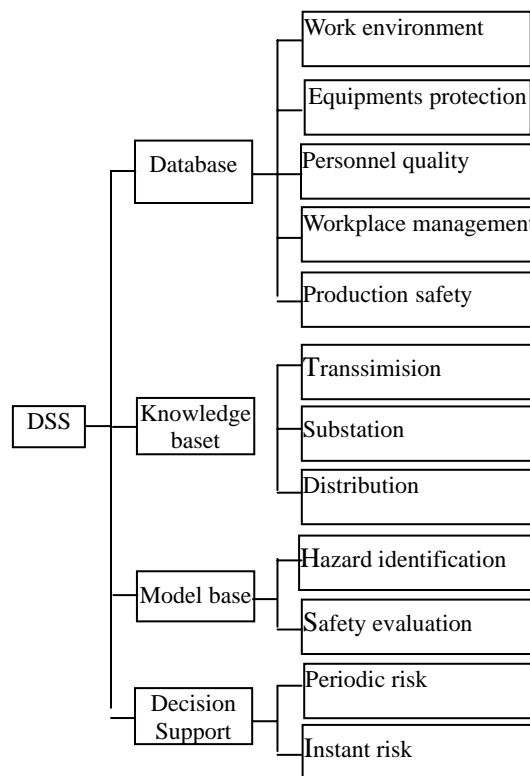 Work environment
Equipments protection
Database
Personnel quality
Workplace management
Production safety
Transsimision
DSS
Knowledge
baset
Substation
Distribution
Hazard identification
Model base
Safety evaluation
Periodic risk
Decision
Support
Instant risk